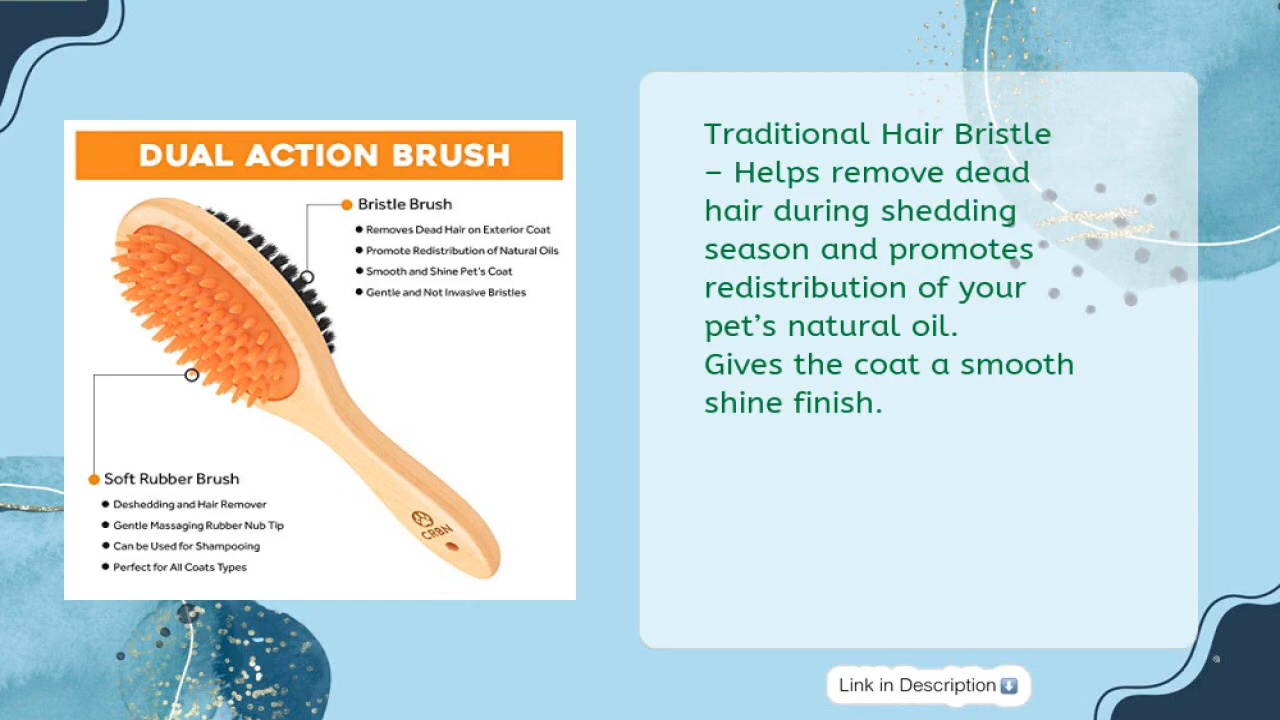 DUAL ACTION BRUSH
Bristle Brush
Removes Dead Hair on Exterior Coat
Promote Redistribution of Natural Oils
Smooth and Shine Pet's Coat
Gentle and Not Invasive Bristles
Soft Rubber Brush
Deshedding and Hair Remover
Gentle Massaging Rubber Nub Tip
Can be Used for Shampooing
Perfect for All Coats Types
CRBN
Traditional Hair Bristle
– Helps remove dead
hair during shedding
season and promotes
redistribution of your
pet’s natural oil.
Gives the coat a smooth
shine finish.
Link in Description